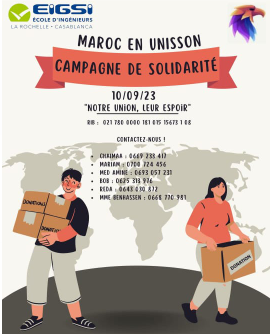 EIGSI
ÉCOLE D'INGÉNIEURS
LA ROCHELLE • CASABLANCA
MAROC EN UNISSON
CAMPAGNE DE SOLIDARITÉ
10/09/23
"NOTRE UNION, LEUR ESPOIR"
RIB : 021 780 0000 181 015 15673 1 08
CONTACTEZ-NOUS !
• CHAIMAA : 0669 238 417
• MARIAM : 0700 724 456
• MED AMINE : 0693 057 231
• BOB : 0625 318 976
• REDA : 0648 030 872
• MME BENHASSEN : 0668 770 981
DONATION
DONATION
DONATION